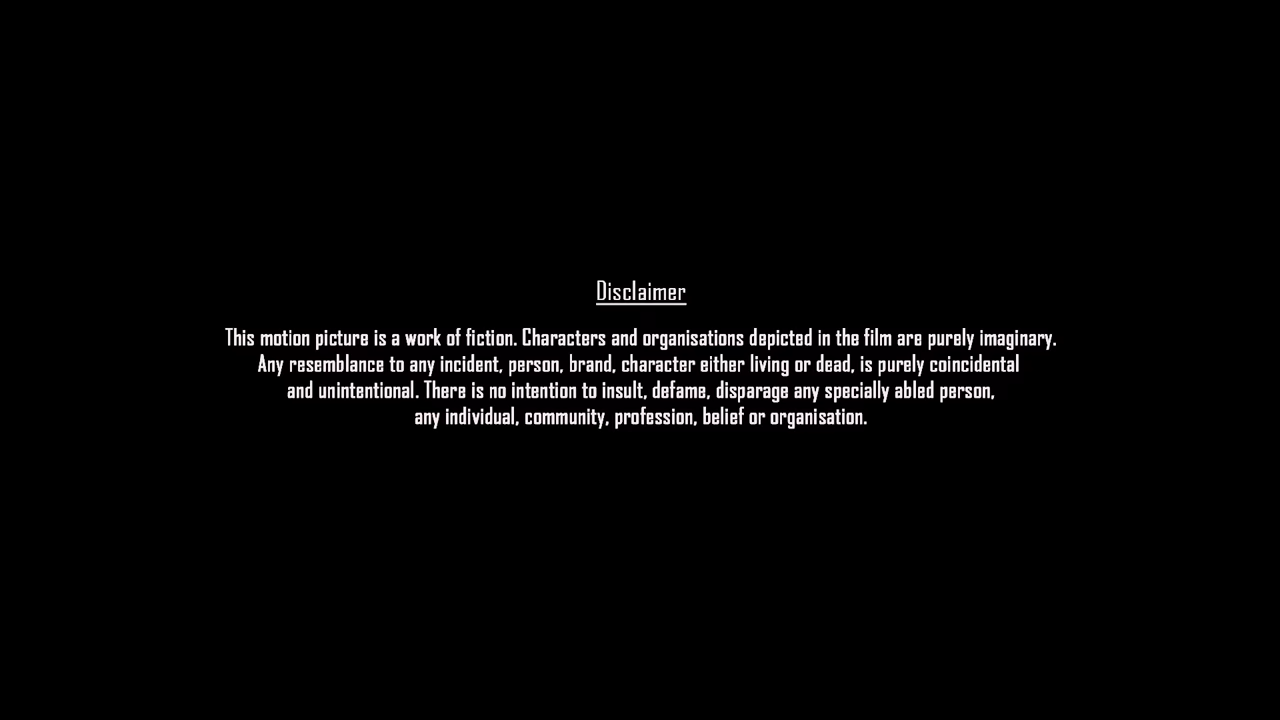 Disclaimer
This motion picture is a work of fiction. Characters and organisations depicted in the film are purely imaginary.
Any resemblance to any incident, person, brand, character either living or dead, is purely coincidental
and unintentional. There is no intention to insult, defame, disparage any specially abled person,
any individual, community, profession, belief or organisation.